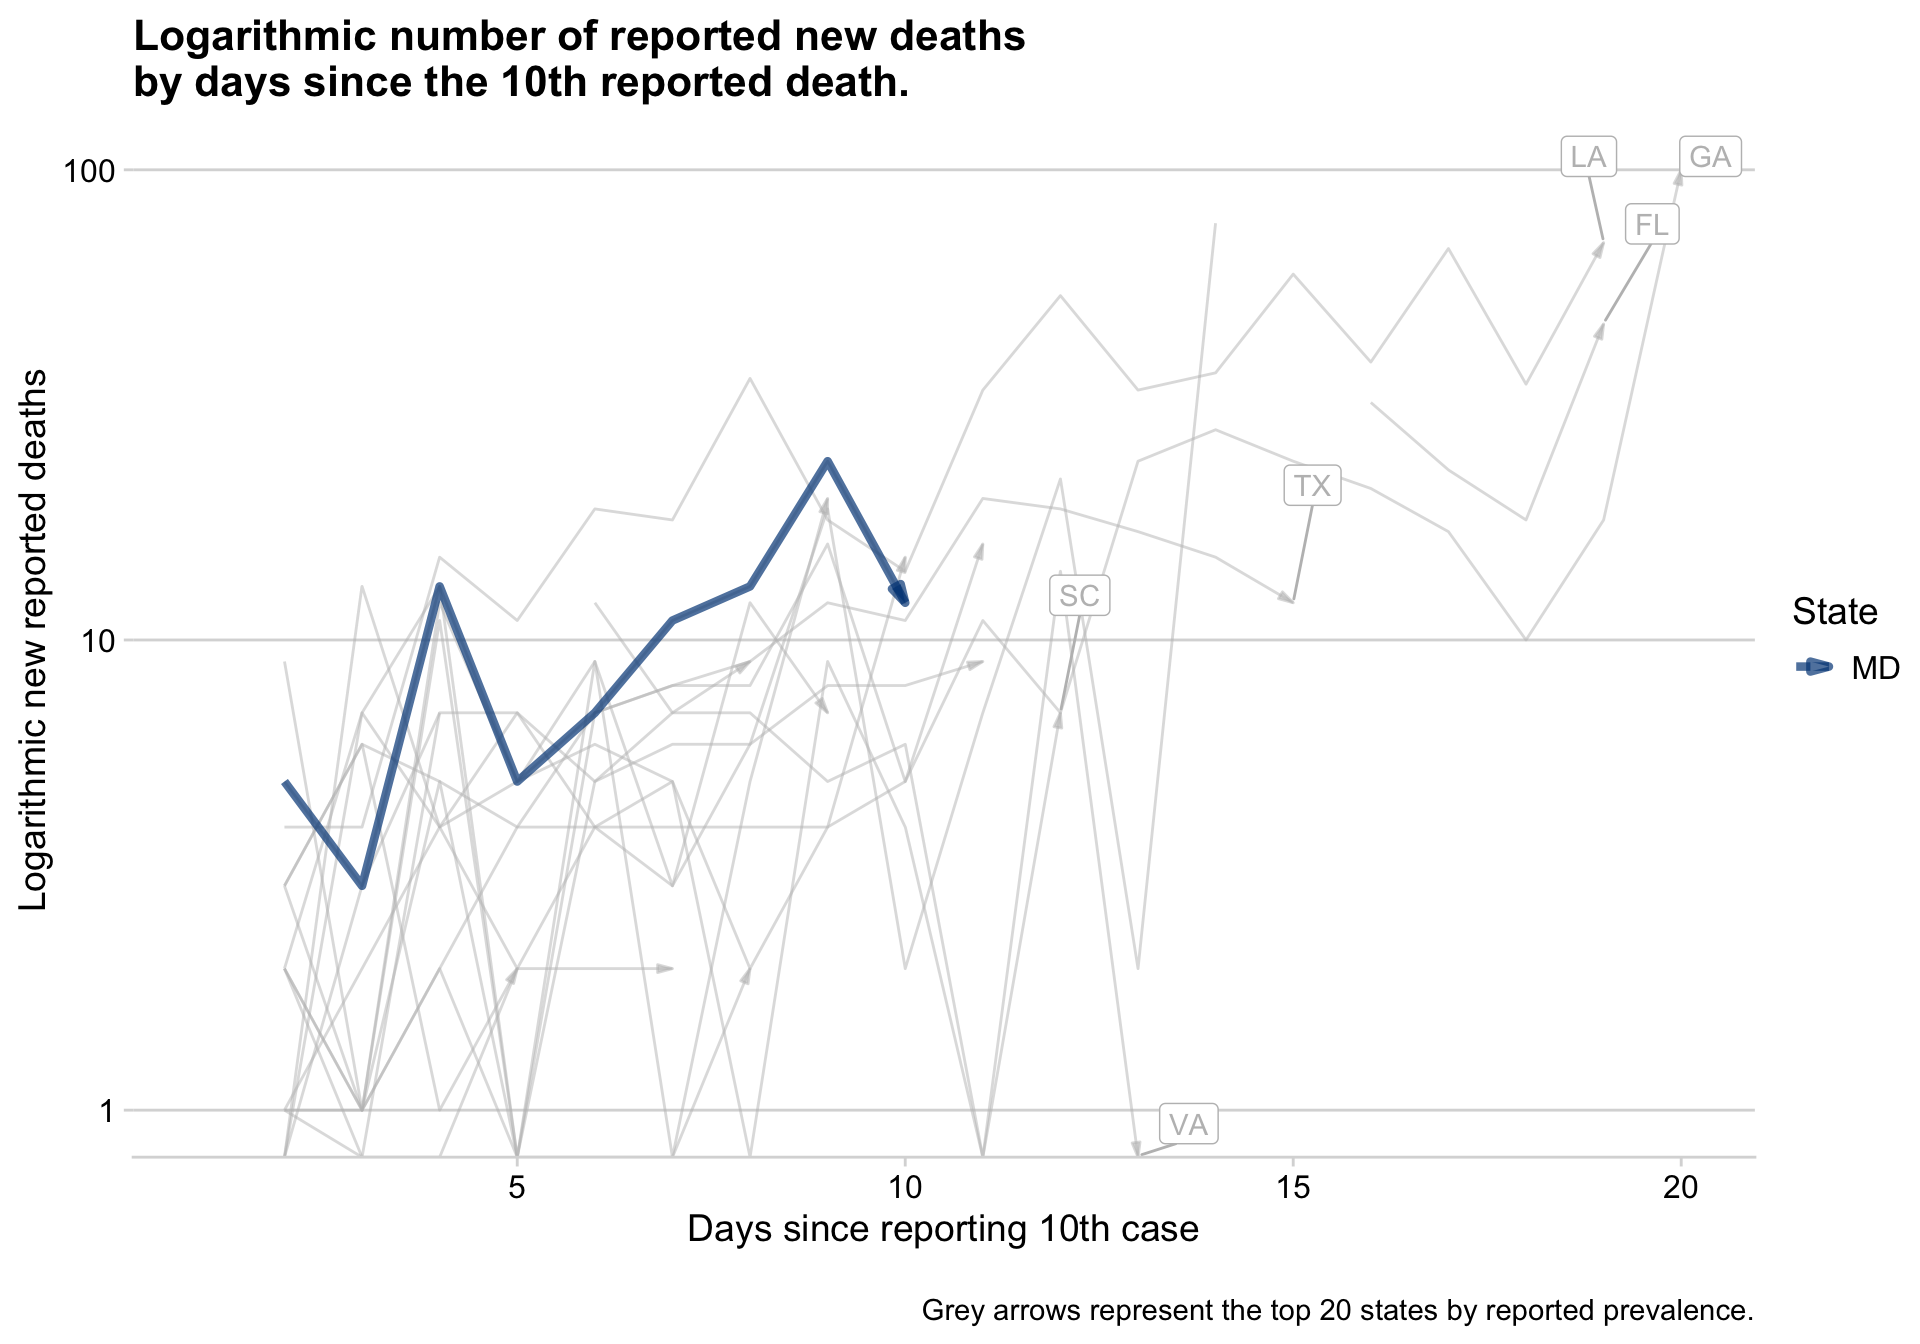 Logarithmic number of reported new deaths
by days since the 10th reported death.
100
10
1
Logarithmic new reported deaths
LA
GA
FL
TX
SC
VA
State
MD
5
10
15
20
Days since reporting 10th case
Grey arrows represent the top 20 states by reported prevalence.